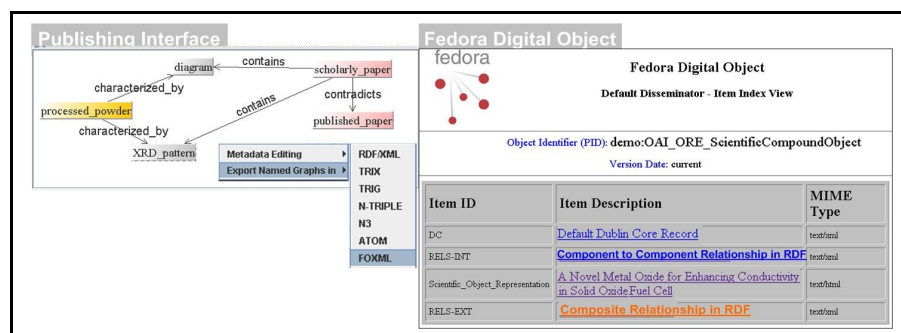 Publishing Interface
diagram
contains
scholarly_paper
characterized_by
contradicts
processed_powder
contains
published_paper
characterized_by
XRD_pattern
Metadata Editing
Export Named Graphs in
RDF/XML
TRIX
TRIG
N-TRIPLE
N3
ATOM
FOXML
Fedora Digital Object
fedora
Fedora Digital Object
Default Disseminator - Item Index View
Object Identifier (PID): demo:OAI_ORE_ScientificCompoundObject
Version Date: current
Item ID Item Description MIME Type
DC Default Dublin Core Record text/xml
RELS-INT Component to Component Relationship in RDF text/xml
Scientific_Object_Representation A Novel Metal Oxide for Enhancing Conductivity text/html
in Solid OxideFuel Cell
RELS-EXT Composite Relationship in RDF text/xml